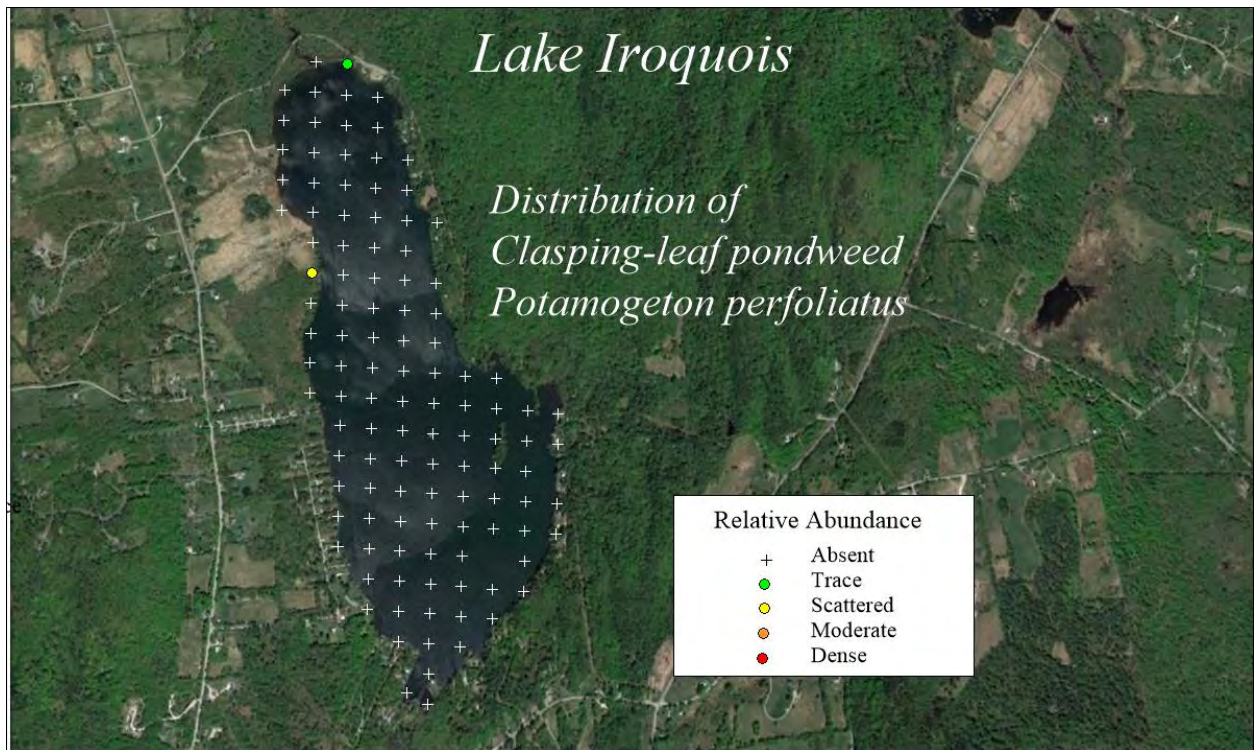 Lake Iroquois
Distribution of
Clasping-leaf pondweed
Potamogeton perfoliatus
Relative Abundance
Absent
Trace
Scattered
Moderate
Dense